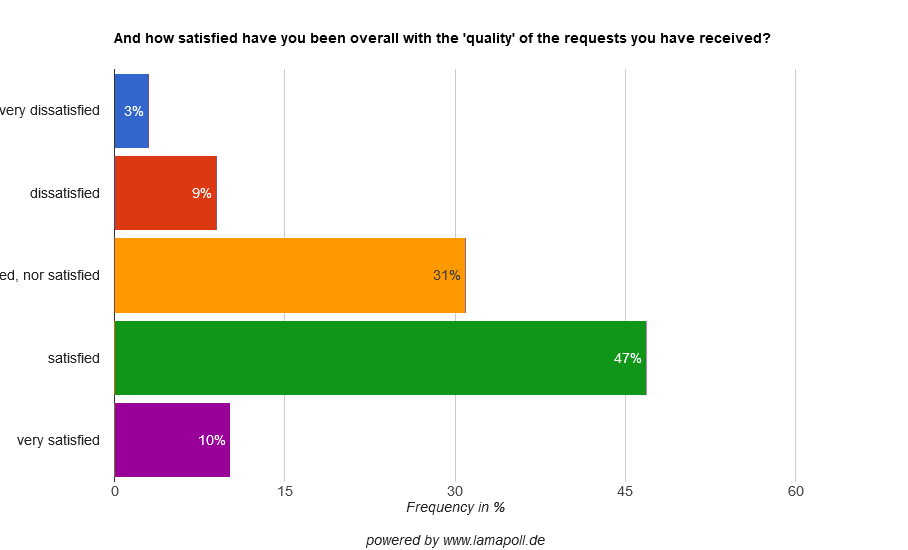 And how satisfied have you been overall with the 'quality' of the requests you have received?
very dissatisfied
3%
dissatisfied
9%
ed, nor satisfied
31%
satisfied
47%
very satisfied
10%
0 15 30 45 60
Frequency in %
powered by www.lamapoll.de